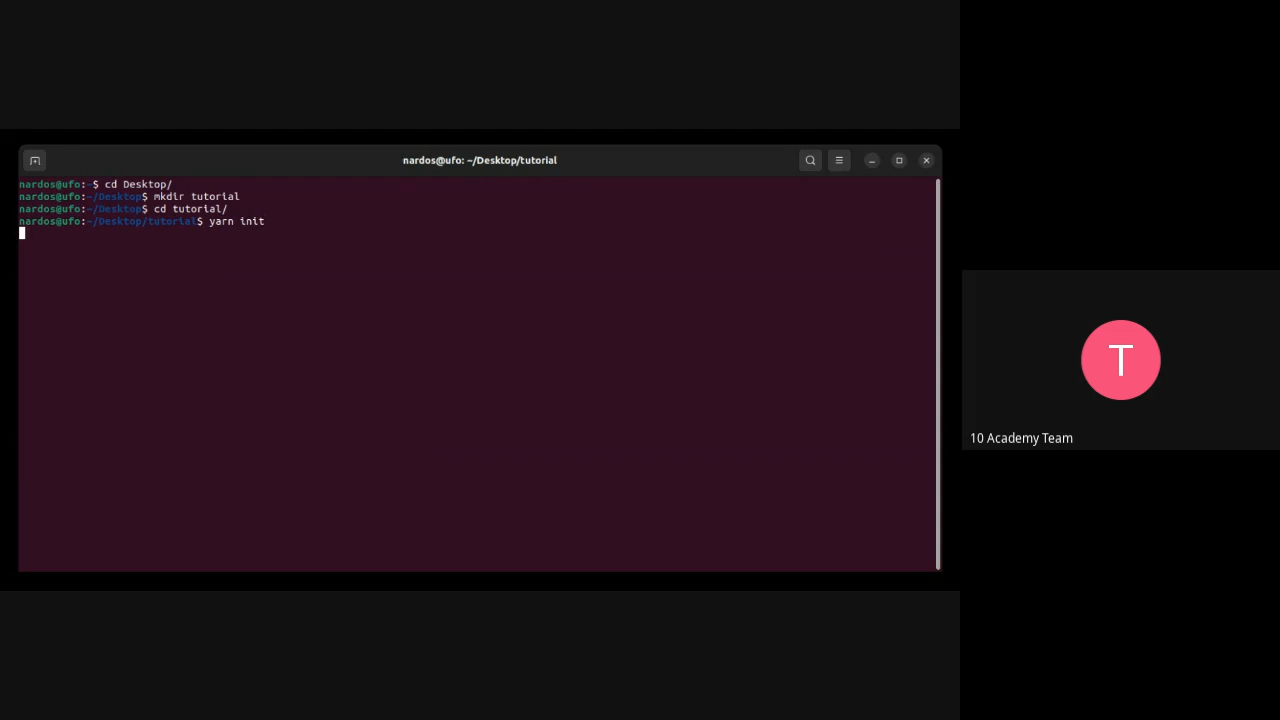 nardos@ufo: ~/Desktop/tutorial
nardos@ufo:~$ cd Desktop/
nardos@ufo:~/Desktop$ mkdir tutorial
nardos@ufo:~/Desktop$ cd tutorial/
nardos@ufo:~/Desktop/tutorial$ yarn init
T
10 Academy Team